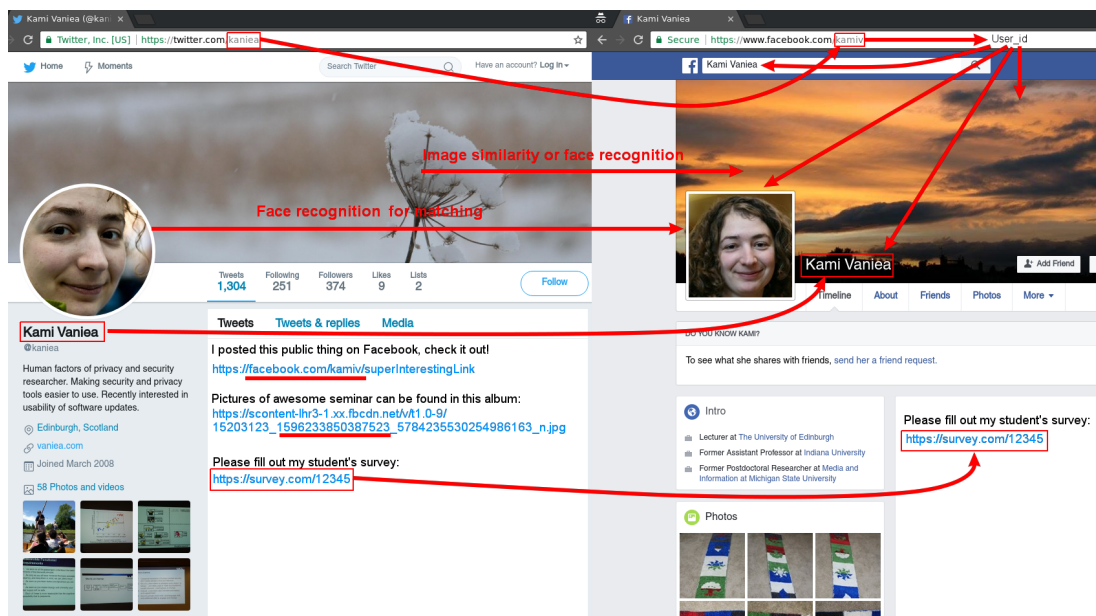 Kami Vaniea (@kani ×
Kami Vaniea ×
Twitter, Inc. [US] | https://twitter.com/kaniea
Secure | https://www.facebook.com/kamiv
User_id
Home
Moments
Search Twitter
Have an account? Log in
Kami Vaniea
Image similarity or face recognition
Face recognition for matching
Kami Vaniea
Add Friend
Tweets
1,304
Following
251
Followers
374
Likes
9
Lists
2
Follow
Timeline
About
Friends
Photos
More
Kami Vaniea
@kaniea
Human factors of privacy and security
researcher. Making security and privacy
tools easier to use. Recently interested in
usability of software updates.
Edinburgh, Scotland
vaniea.com
Joined March 2008
58 Photos and videos
Tweets
Tweets & replies
Media
I posted this public thing on Facebook, check it out!
https://facebook.com/kamiv/superInterestingLink
Pictures of awesome seminar can be found in this album:
https://scontent-lhr3-1.xx.fbcdn.net/v/t1.0-9/
15203123_1596233850387523_5784235530254986163_n.jpg
Please fill out my student's survey:
https://survey.com/12345
DO YOU KNOW KAMI?
To see what she shares with friends, send her a friend request.
Intro
Lecturer at The University of Edinburgh
Former Assistant Professor at Indiana University
Former Postdoctoral Researcher at Media and
Information at Michigan State University
Photos
Please fill out my student's survey:
https://survey.com/12345